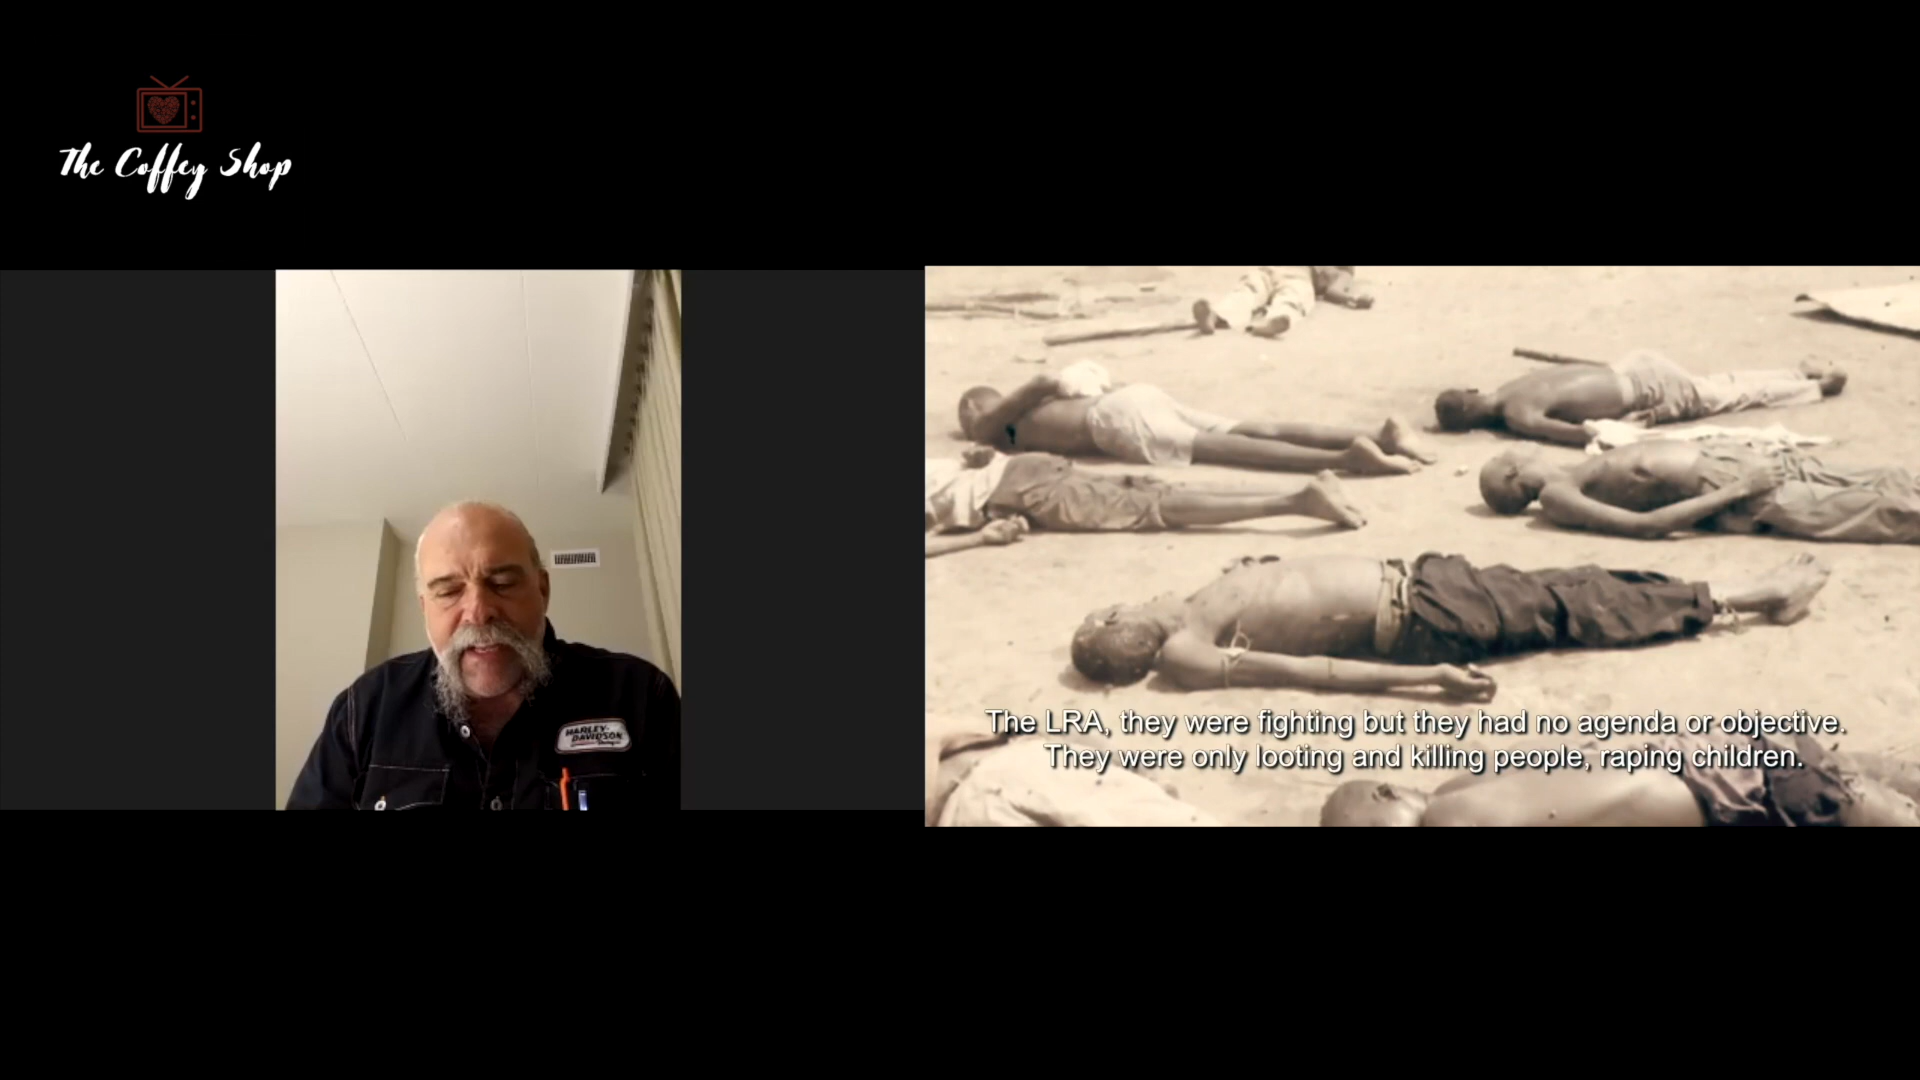 The Coffey Shop
HARLEY-
DAVIDSON
The LRA, they were fighting but they had no agenda or objective.
They were only looting and killing people, raping children.